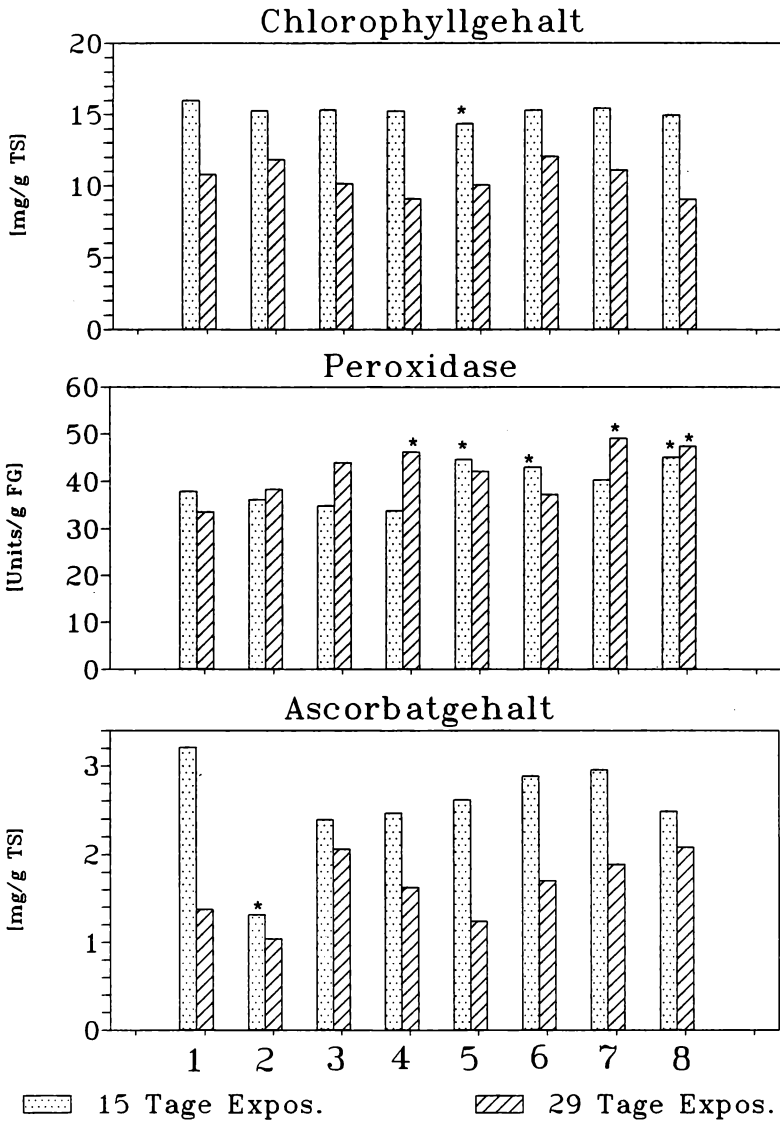 Chlorophyllgehalt
[mg/g TS]
20
15
10
5
0
*
Peroxidase
[Units/g FG]
60
50
40
30
20
10
0
* * * * * *
Ascorbatgehalt
[mg/g TS]
3
2
1
0
*
1 2 3 4 5 6 7 8
15 Tage Expos. 29 Tage Expos.